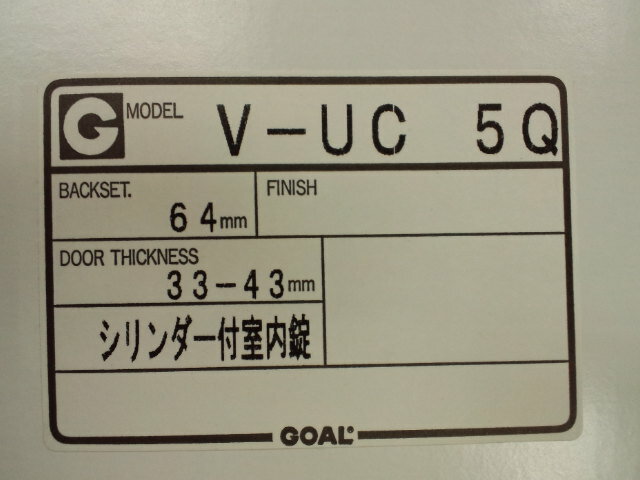 G MODEL V-UC 5Q
BACKSET. 64mm FINISH
DOOR THICKNESS
33-43mm
シリンダー付室内錠
GOAL®